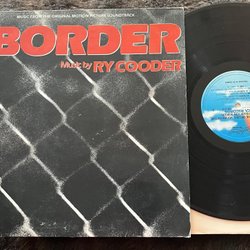 MUSIC FROM THE ORIGINAL MOTION PICTURE SOUNDTRACK
BORDER
Music by RY COODER